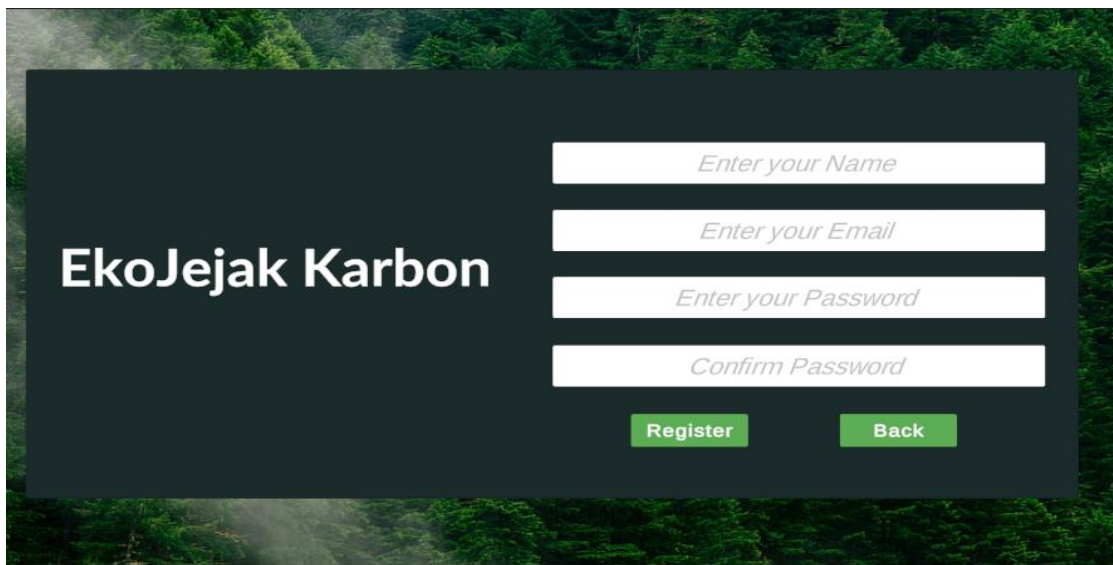 EkoJejak Karbon
Enter your Name
Enter your Email
Enter your Password
Confirm Password
Register
Back